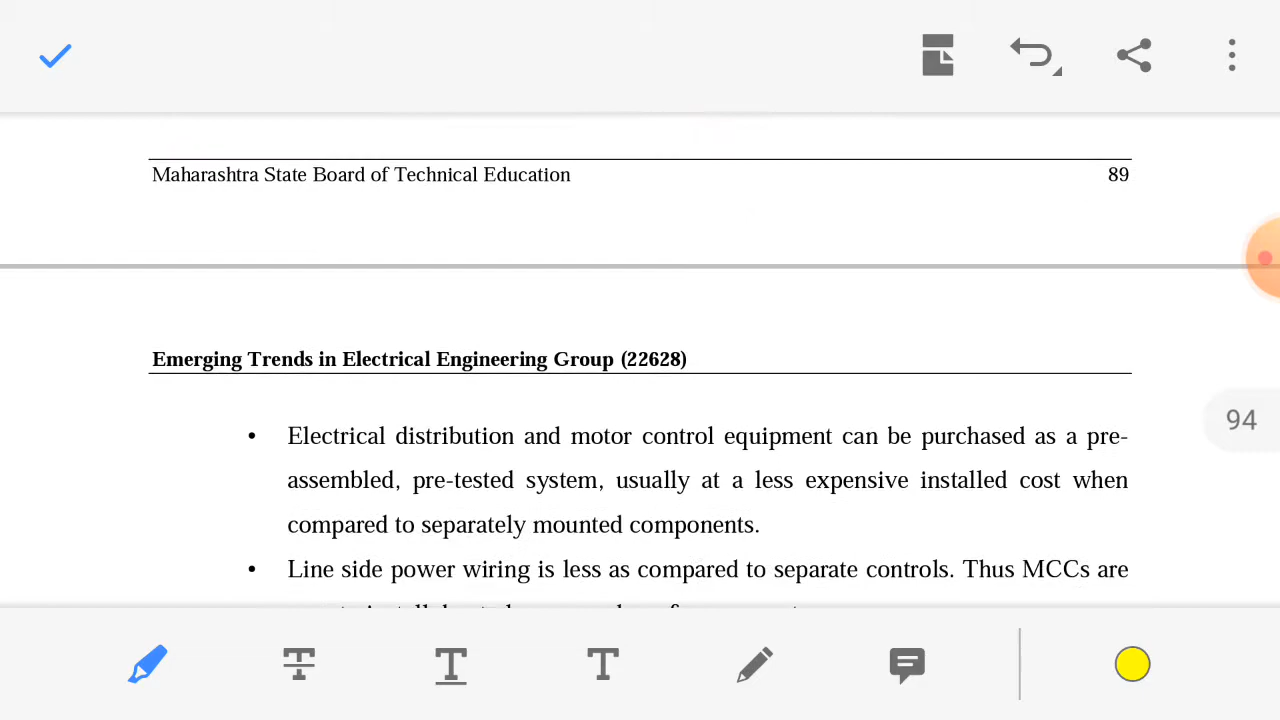 Maharashtra State Board of Technical Education 89
Emerging Trends in Electrical Engineering Group (22628)
94
• Electrical distribution and motor control equipment can be purchased as a pre-
assembled, pre-tested system, usually at a less expensive installed cost when
compared to separately mounted components.
• Line side power wiring is less as compared to separate controls. Thus MCCs are